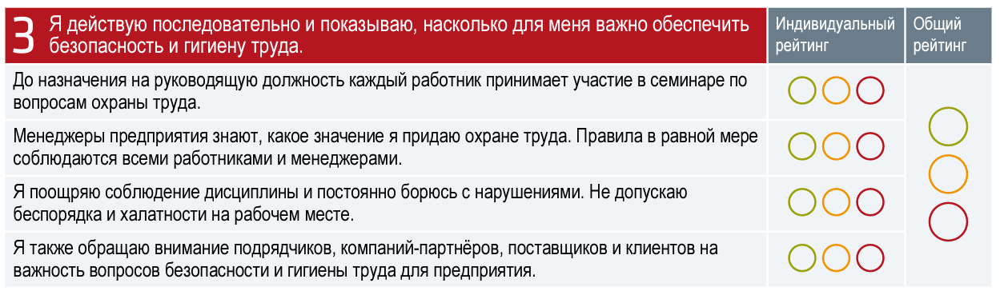 3
Я действую последовательно и показываю, насколько для меня важно обеспечить
безопасность и гигиену труда.
Индивидуальный
рейтинг
Общий
рейтинг
До назначения на руководящую должность каждый работник принимает участие в семинаре по
вопросам охраны труда.
Менеджеры предприятия знают, какое значение я придаю охране труда. Правила в равной мере
соблюдаются всеми работниками и менеджерами.
Я поощряю соблюдение дисциплины и постоянно борюсь с нарушениями. Не допускаю
беспорядка и халатности на рабочем месте.
Я также обращаю внимание подрядчиков, компаний-партнёров, поставщиков и клиентов на
важность вопросов безопасности и гигиены труда для предприятия.